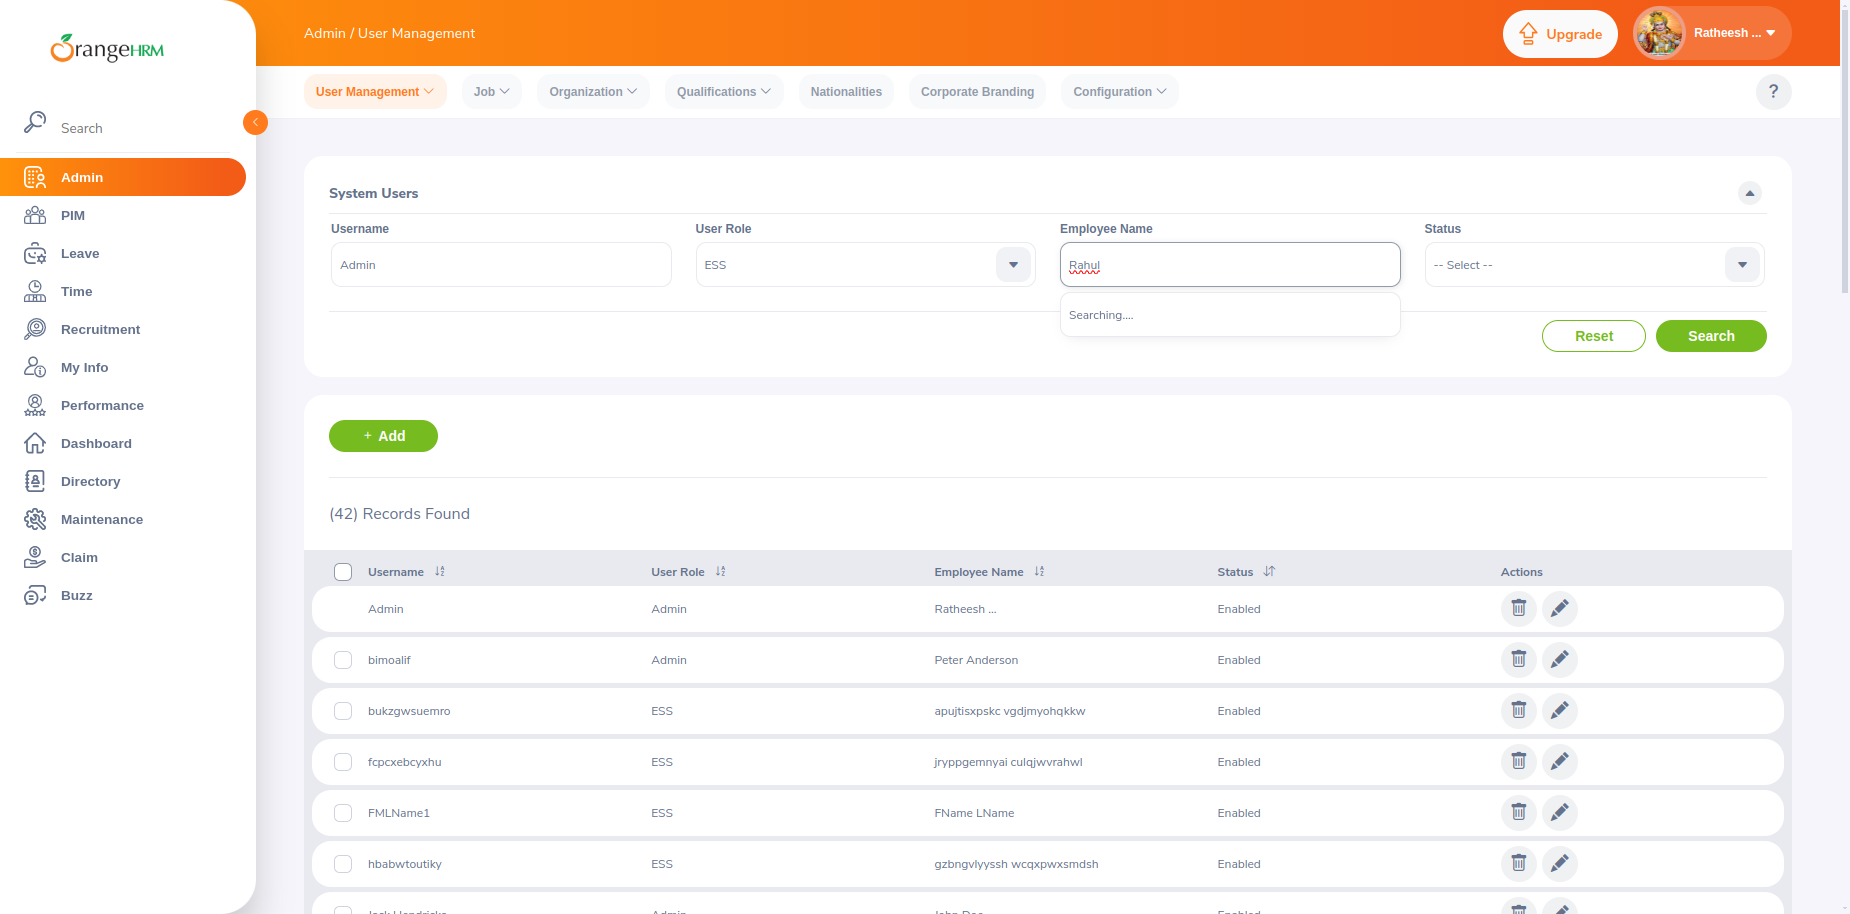 OrangeHRM
Admin / User Management
Upgrade
Ratheesh ...
User Management
Job
Organization
Qualifications
Nationalities
Corporate Branding
Configuration
?
Search
Admin
PIM
Leave
Time
Recruitment
My Info
Performance
Dashboard
Directory
Maintenance
Claim
Buzz
System Users
Username User Role Employee Name Status
Admin ESS Rahul -- Select --
Searching....
Reset Search
+ Add
(42) Records Found
Username User Role Employee Name Status Actions
Admin Admin Ratheesh ... Enabled
bimoalif Admin Peter Anderson Enabled
bukzgwsuemro ESS apujtisxpskc vgdjmyohqkkw Enabled
fcpcxebcyxhu ESS jryppgemnyai culqjwvrahwl Enabled
FMLName1 ESS FName LName Enabled
hbabwtoutiky ESS gzbngvlyyssh wcqxpwxsmdsh Enabled